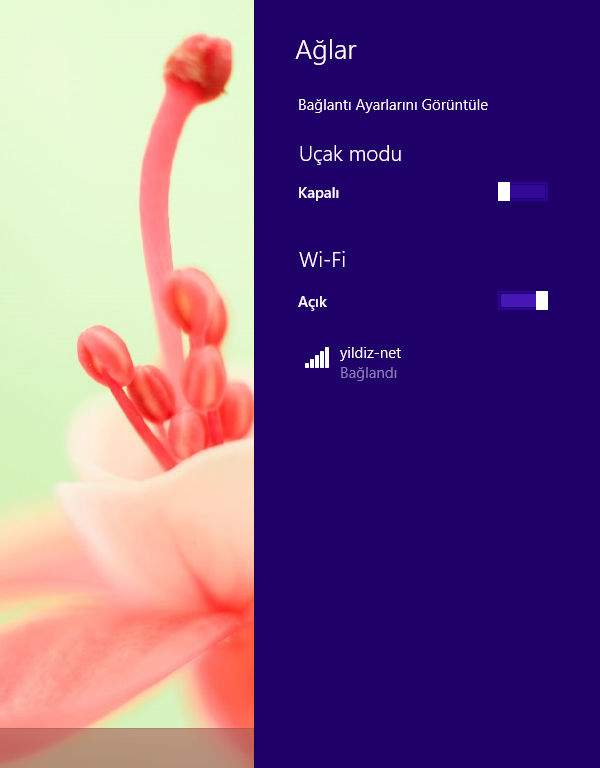 Ağlar
Bağlantı Ayarlarını Görüntüle
Uçak modu
Kapalı
Wi-Fi
Açık
yildiz-net
Bağlandı